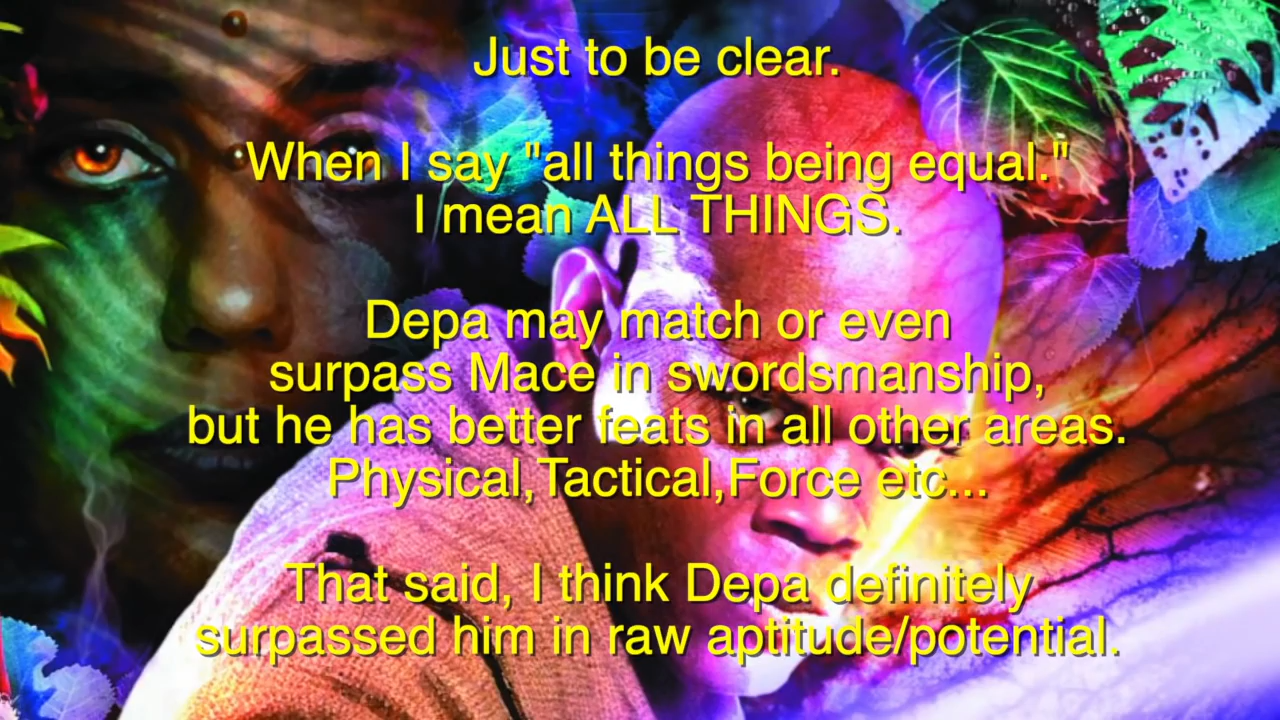 Just to be clear.
When I say "all things being equal."
I mean ALL THINGS.
Depa may match or even
surpass Mace in swordsmanship,
but he has better feats in all other areas.
Physical,Tactical,Force etc...
That said, I think Depa definitely
surpassed him in raw aptitude/potential.